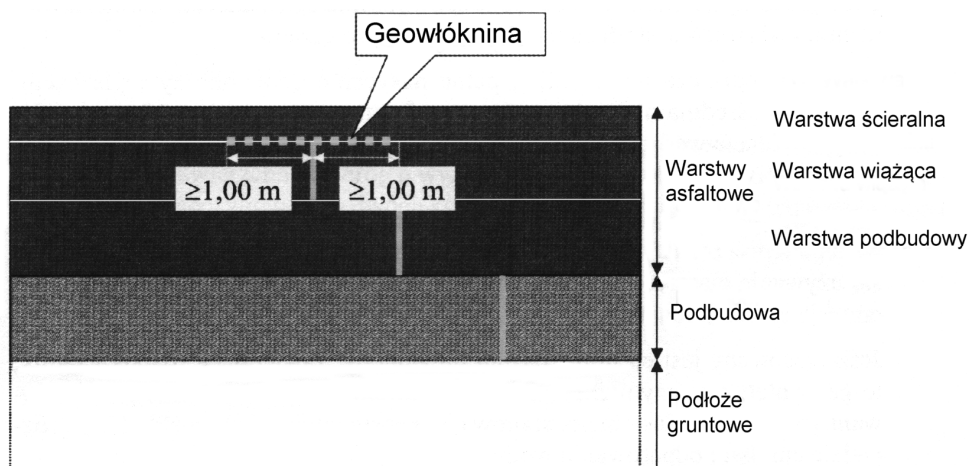 Geowłóknina
≥1,00 m
≥1,00 m
Warstwy
asfaltowe
Warstwa ścieralna
Warstwa wiążąca
Warstwa podbudowy
Podbudowa
Podłoże
gruntowe